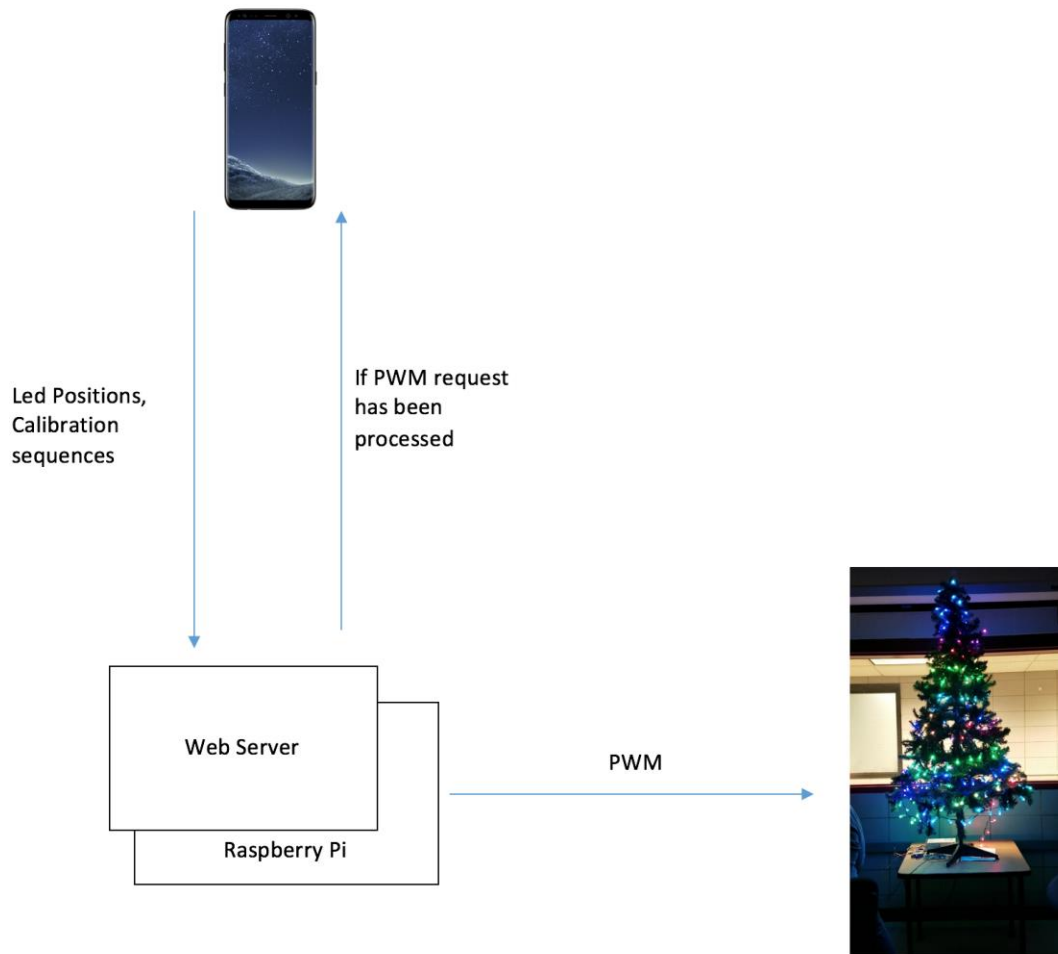 Led Positions,
Calibration
sequences
If PWM request
has been
processed
Web Server
Raspberry Pi
PWM